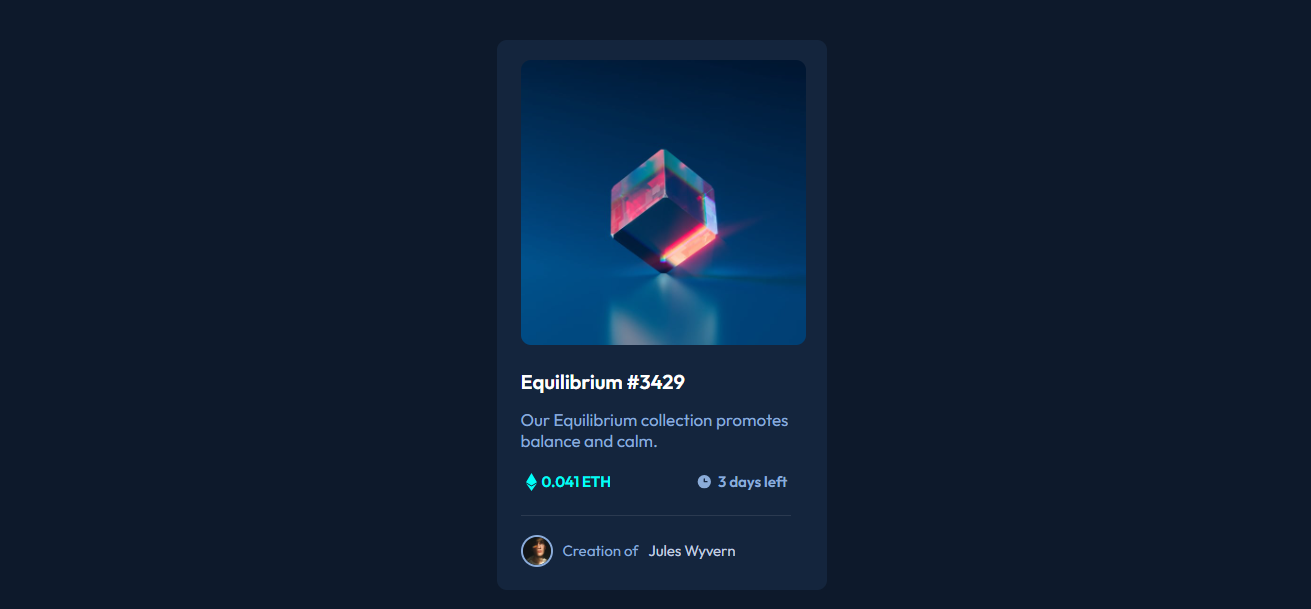 Equilibrium #3429
Our Equilibrium collection promotes
balance and calm.
0.041 ETH 3 days left
Creation of Jules Wyvern